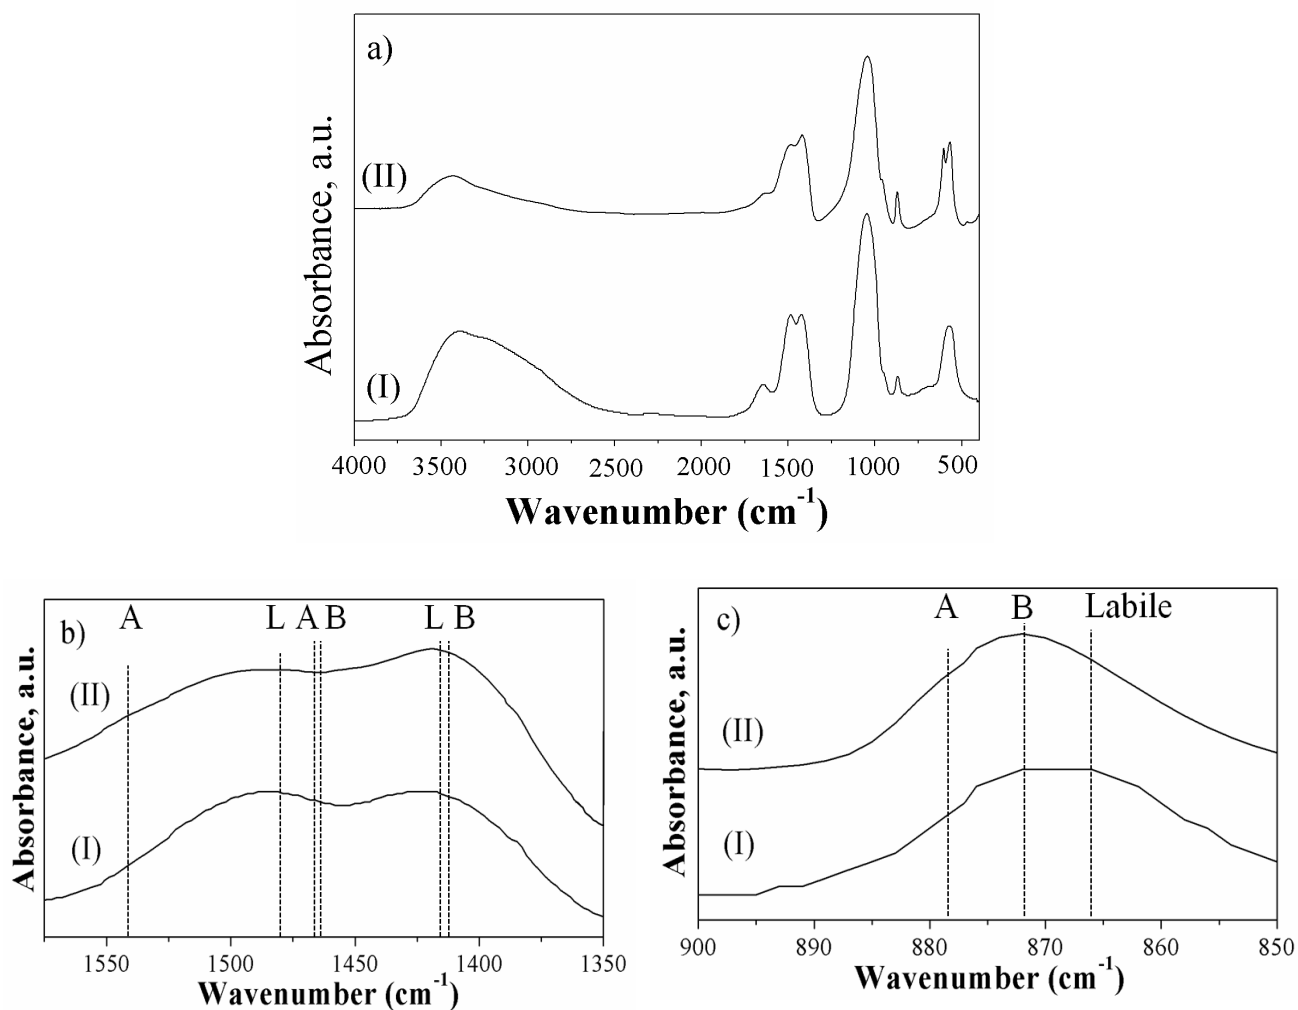 a)
Absorbance, a.u.
(II)
(I)
4000 3500 3000 2500 2000 1500 1000 500
Wavenumber (cm-1)
b)
A L A B L B
Absorbance, a.u.
(II)
(I)
1550 1500 1450 1400 1350
Wavenumber (cm-1)
c)
A B Labile
Absorbance, a.u.
(II)
(I)
900 890 880 870 860 850
Wavenumber (cm-1)